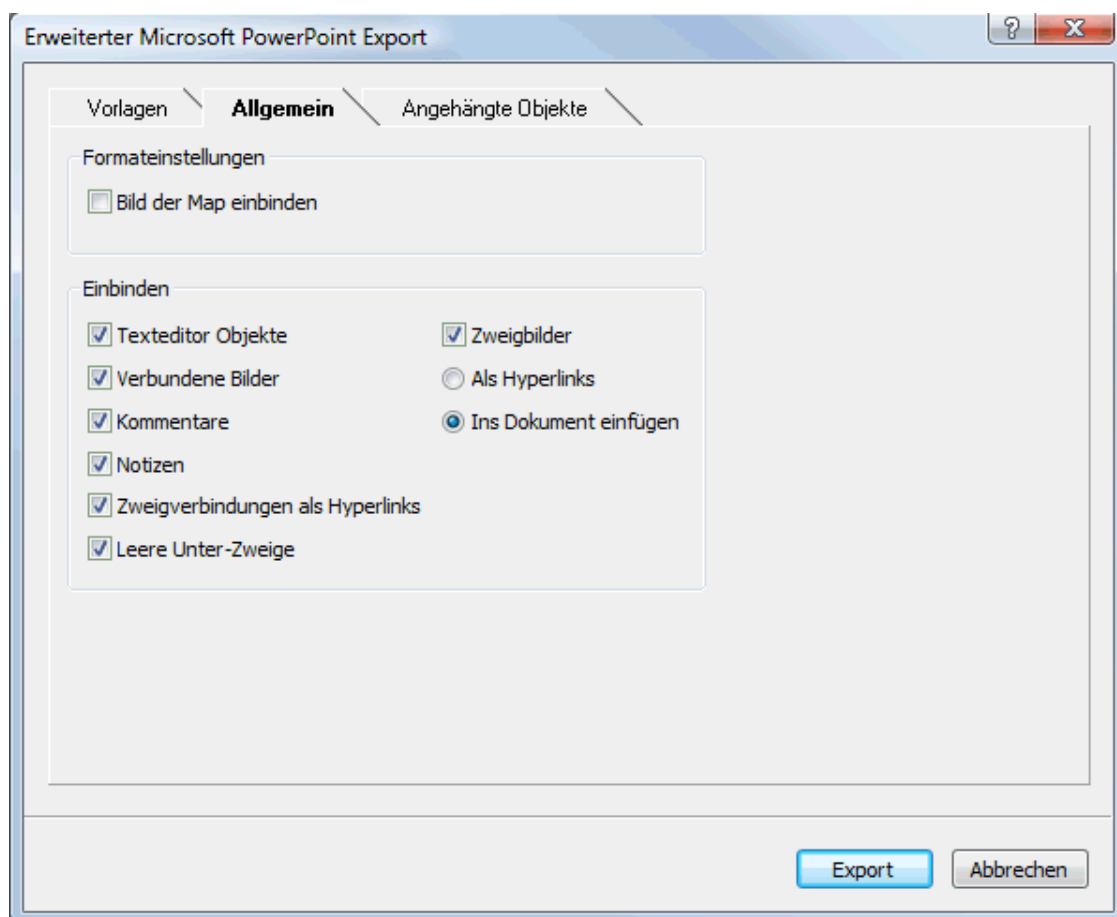 Erweiterter Microsoft PowerPoint Export
?
X
Vorlagen
Allgemein
Angehängte Objekte
Formateinstellungen
Bild der Map einbinden
Einbinden
Texteditor Objekte
Zweigbilder
Verbundene Bilder
Als Hyperlinks
Kommentare
Ins Dokument einfügen
Notizen
Zweigverbindungen als Hyperlinks
Leere Unter-Zweige
Export
Abbrechen